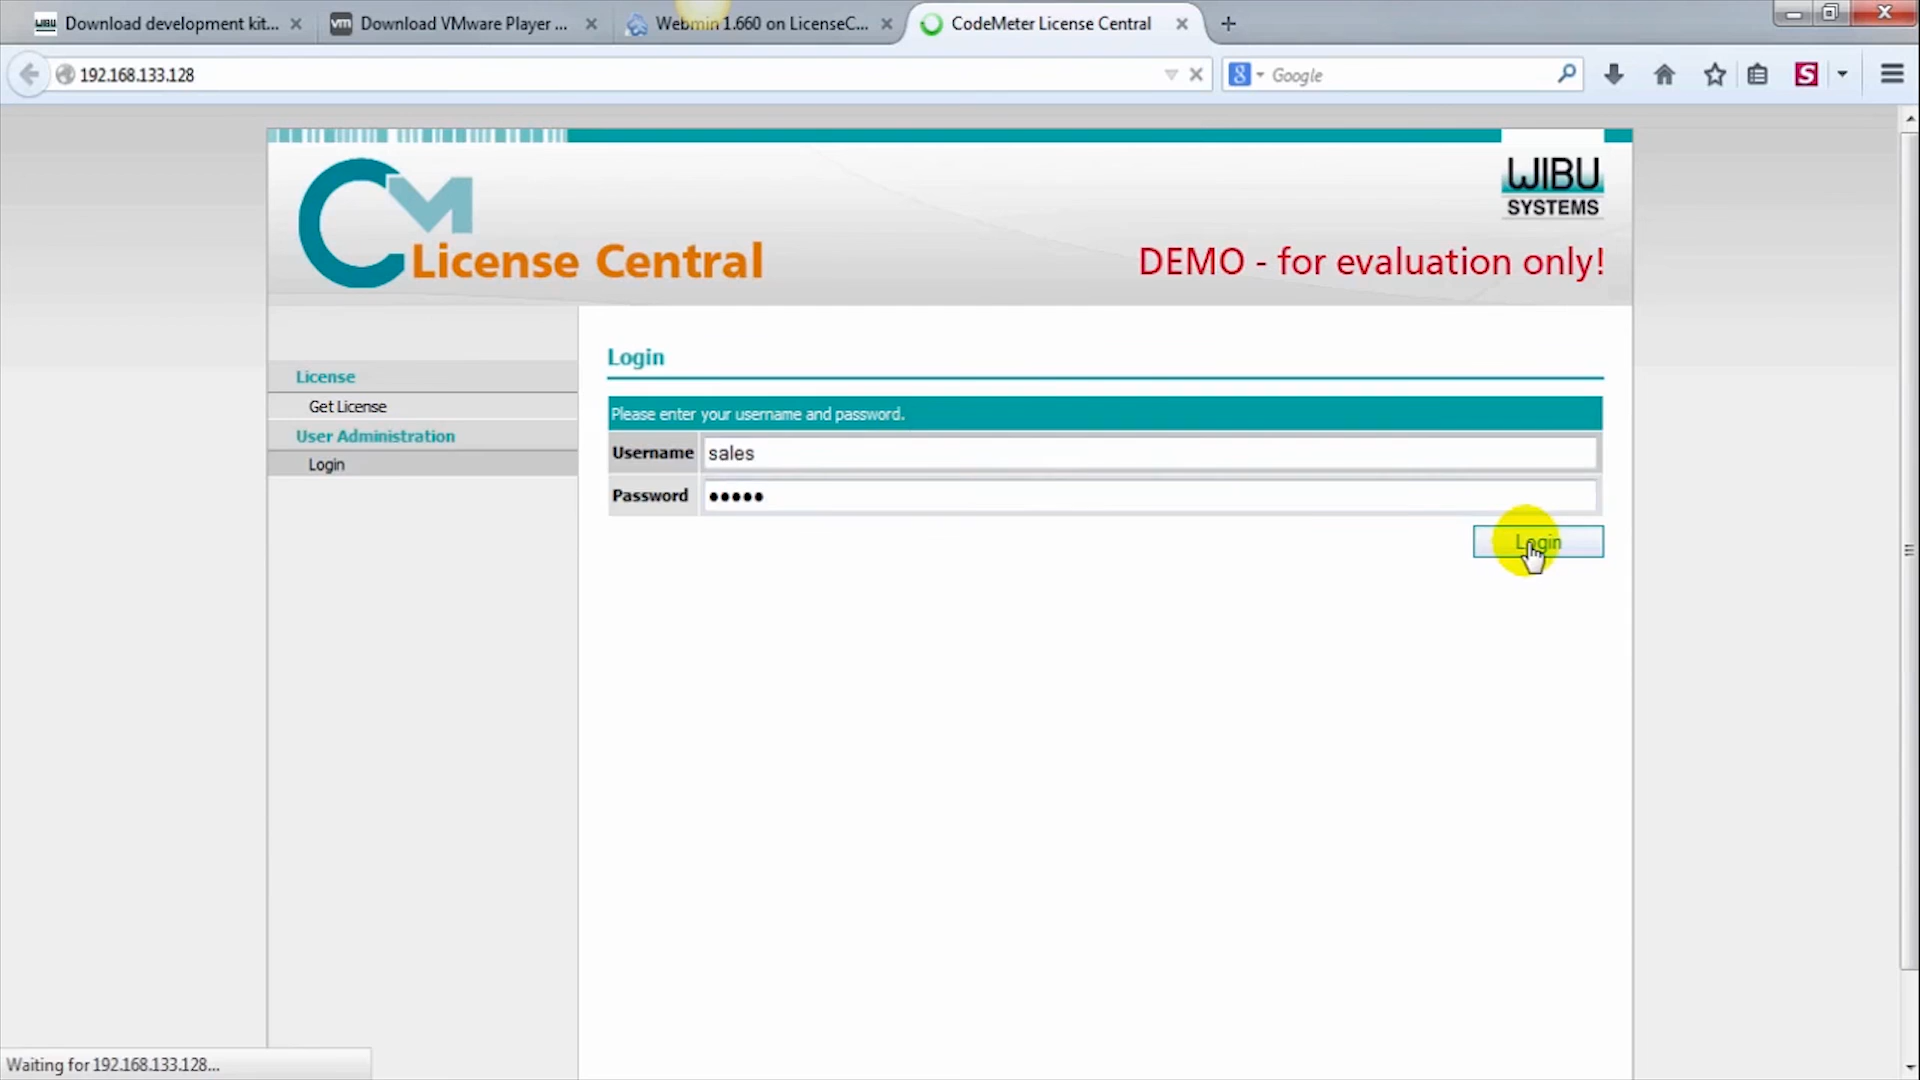 Download development kit...
Download VMware Player ...
Webmin 1.660 on LicenseC...
CodeMeter License Central
192.168.133.128
Google
CM
License Central
WIBU
SYSTEMS
DEMO - for evaluation only!
License
Get License
User Administration
Login
Login
Please enter your username and password.
Username
sales
Password
Login
Waiting for 192.168.133.128...